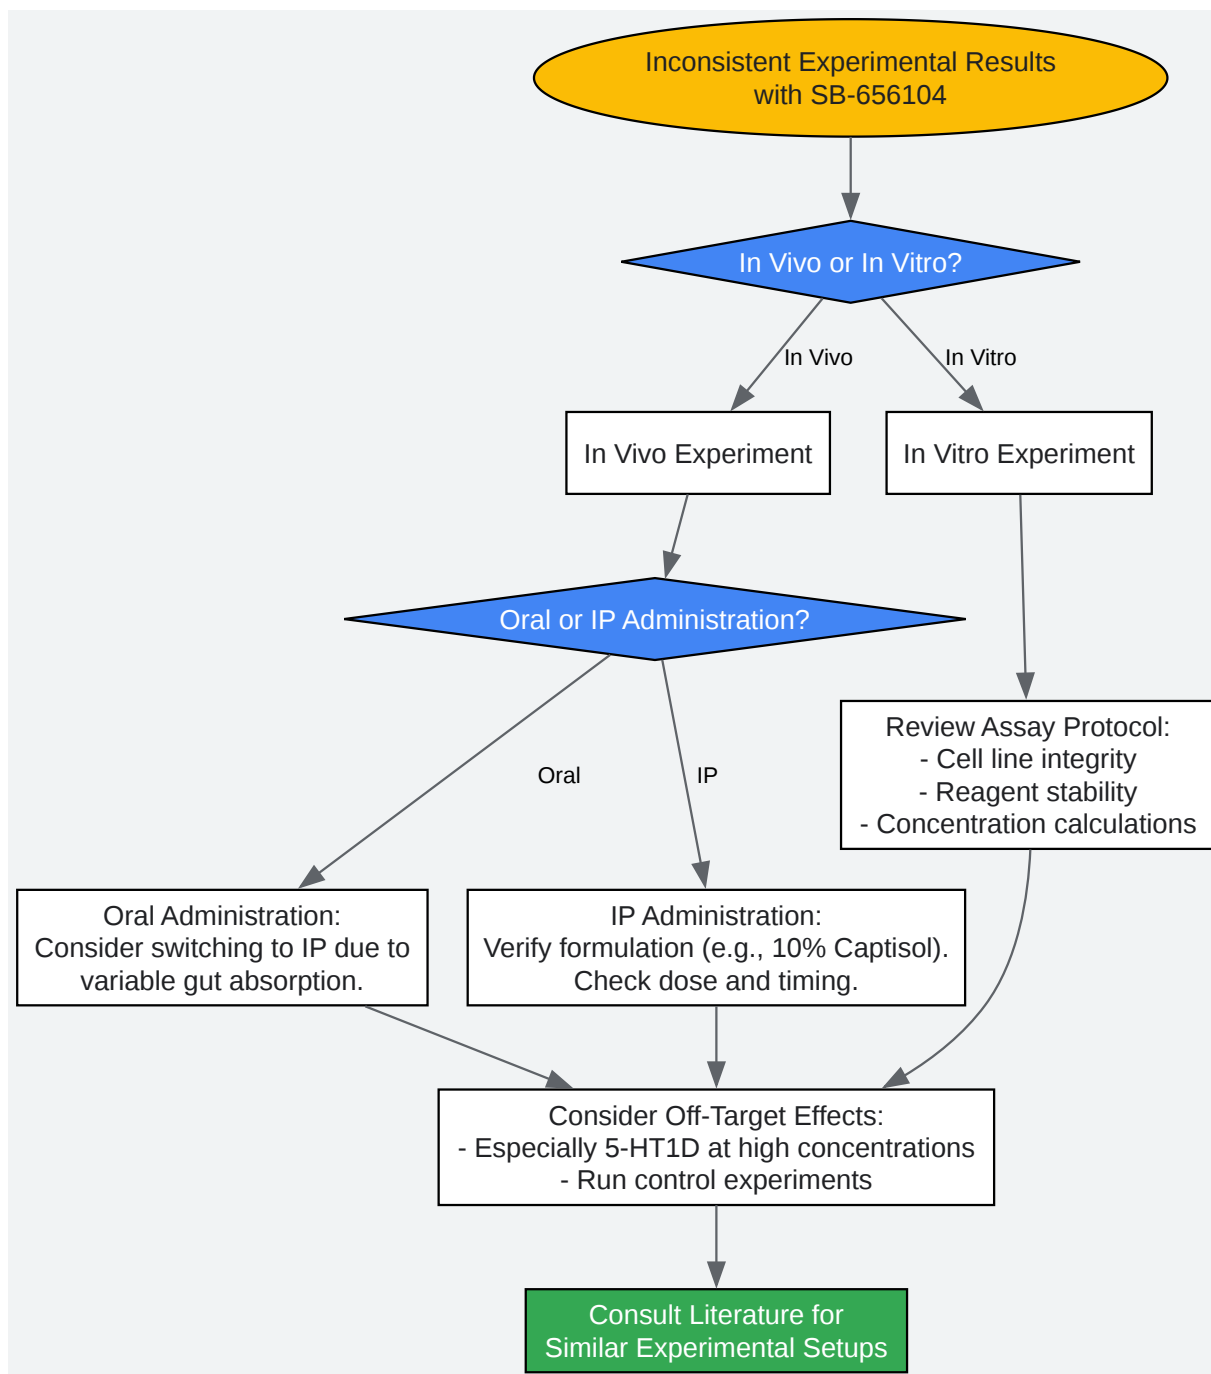 Inconsistent Experimental Results
with SB-656104
In Vivo or In Vitro?
In Vivo
In Vitro
In Vivo Experiment
In Vitro Experiment
Oral or IP Administration?
Review Assay Protocol:
- Cell line integrity
- Reagent stability
- Concentration calculations
Oral
IP
Oral Administration:
Consider switching to IP due to
variable gut absorption.
IP Administration:
Verify formulation (e.g., 10% Captisol).
Check dose and timing.
Consider Off-Target Effects:
- Especially 5-HT1D at high concentrations
- Run control experiments
Consult Literature for
Similar Experimental Setups